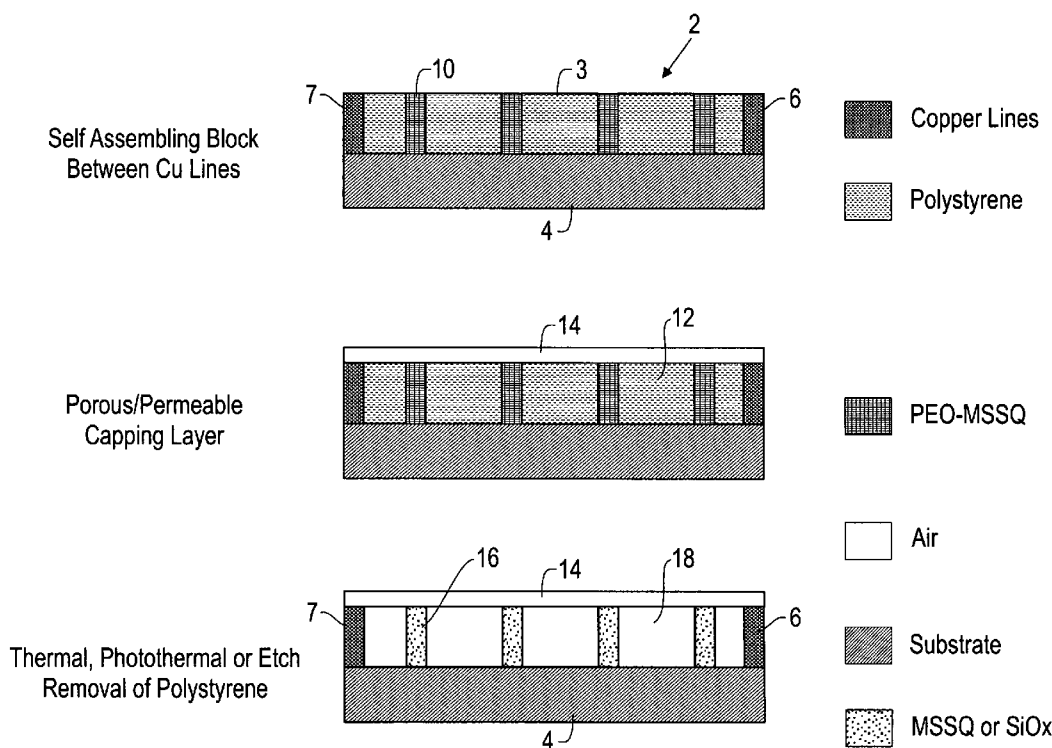 2
10
3
7
6
Self Assembling Block
Between Cu Lines
4
Copper Lines
Polystyrene
14
12
Porous/Permeable
Capping Layer
PEO-MSSQ
Air
16
14
18
7
6
Thermal, Photothermal or Etch
Removal of Polystyrene
4
Substrate
MSSQ or SiOx